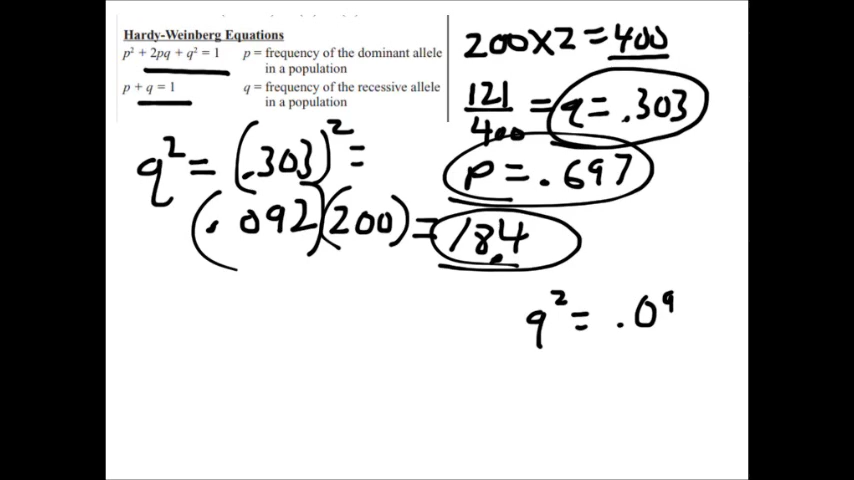 Hardy-Weinberg Equations
p² + 2pq + q² = 1 p = frequency of the dominant allele
in a population
p + q = 1 q = frequency of the recessive allele
in a population
200 x 2 = 400
121/400 = q = .303
p = .697
q² = (.303)² =
(.092)(200) = 18.4
q² = .09